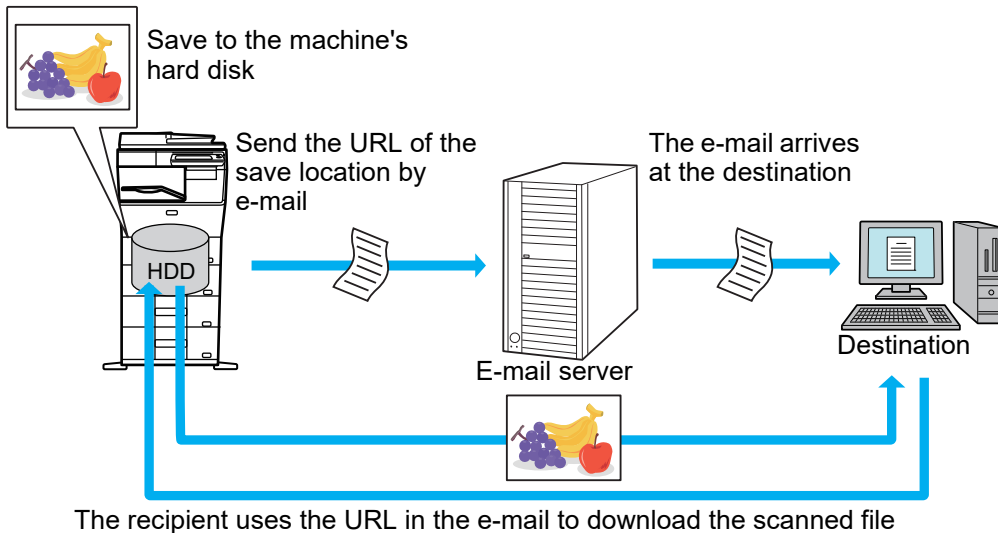 Save to the machine's
hard disk
Send the URL of the
save location by
e-mail
The e-mail arrives
at the destination
HDD
E-mail server
Destination
The recipient uses the URL in the e-mail to download the scanned file